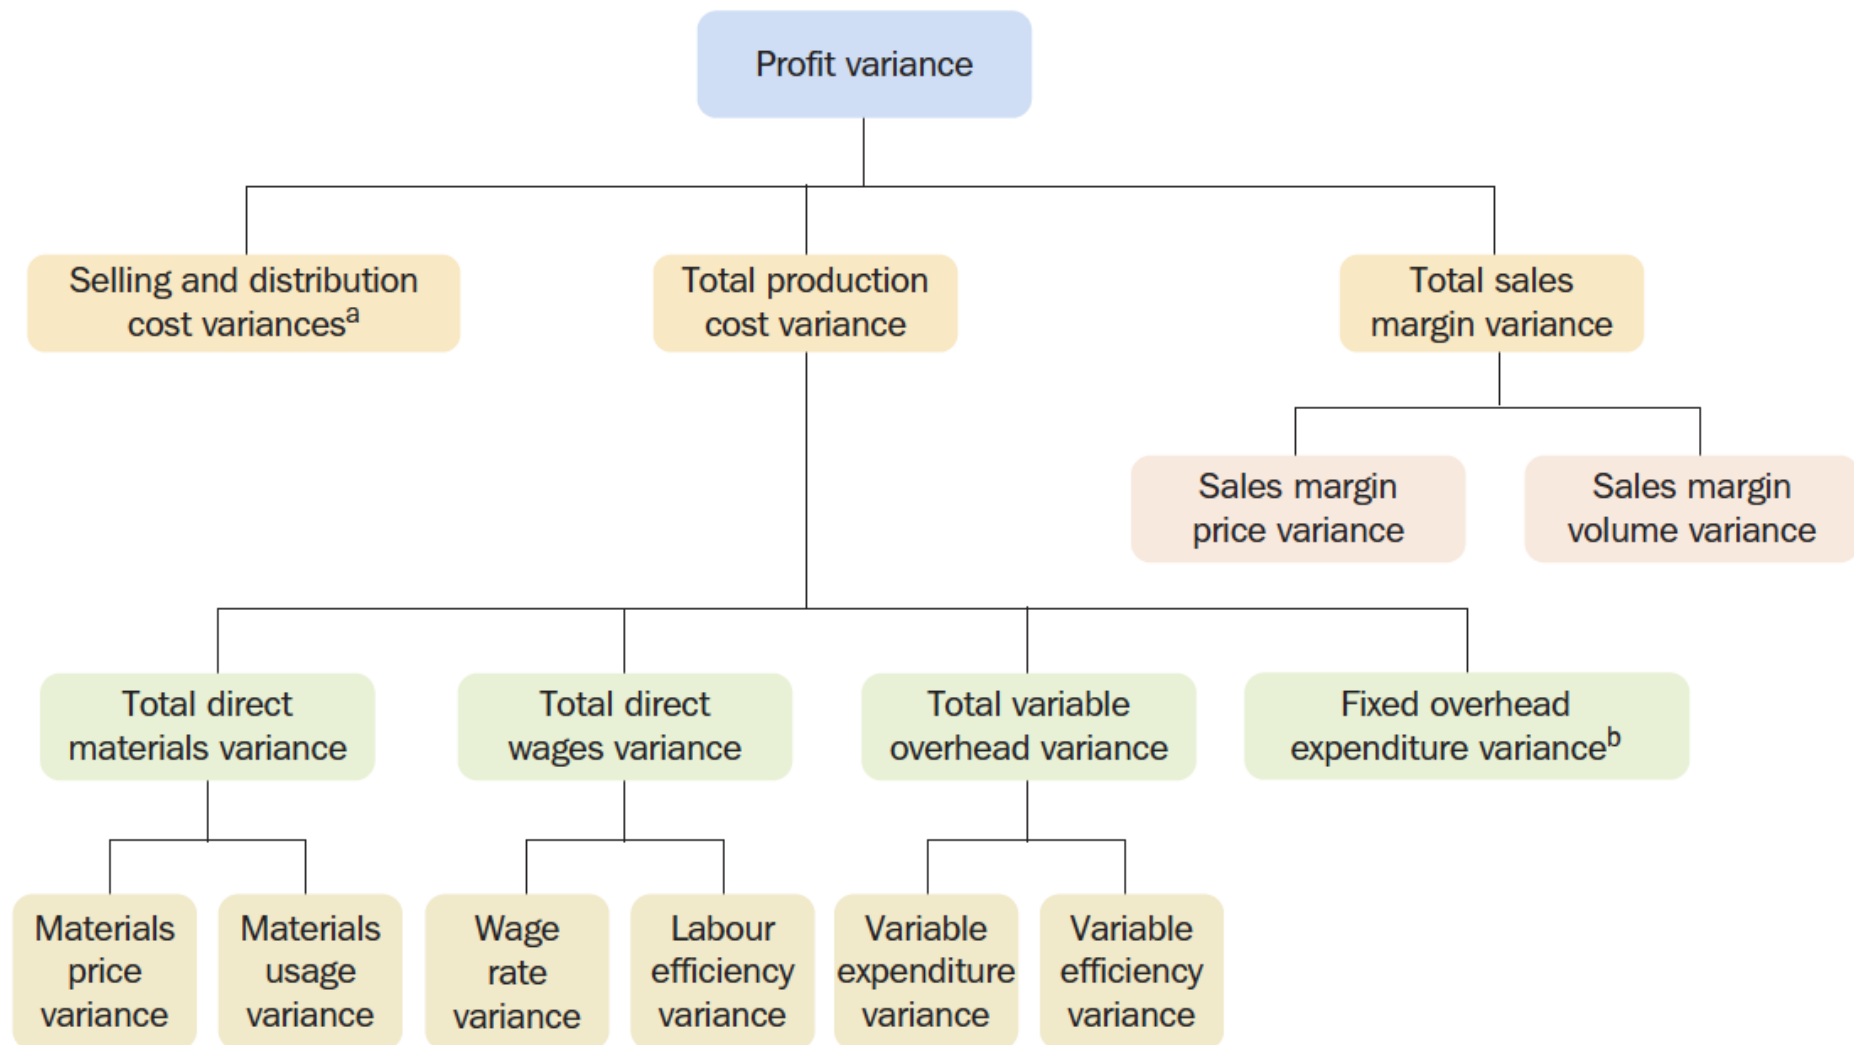 Profit variance
Selling and distribution
cost variancesᵃ
Total production
cost variance
Total sales
margin variance
Sales margin
price variance
Sales margin
volume variance
Total direct
materials variance
Total direct
wages variance
Total variable
overhead variance
Fixed overhead
expenditure varianceᵇ
Materials
price
variance
Materials
usage
variance
Wage
rate
variance
Labour
efficiency
variance
Variable
expenditure
variance
Variable
efficiency
variance